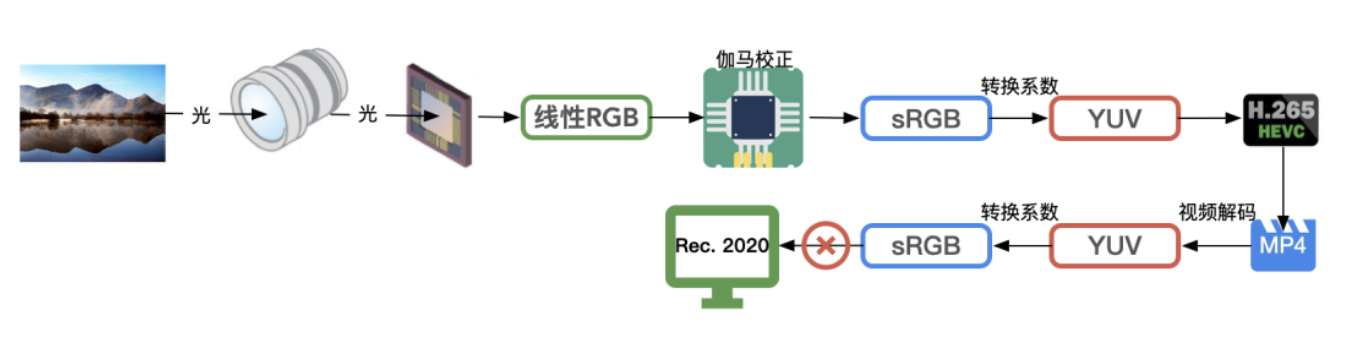 光
光
线性RGB
伽马校正
sRGB
转换系数
YUV
H.265
HEVC
Rec. 2020
sRGB
转换系数
YUV
视频解码
MP4